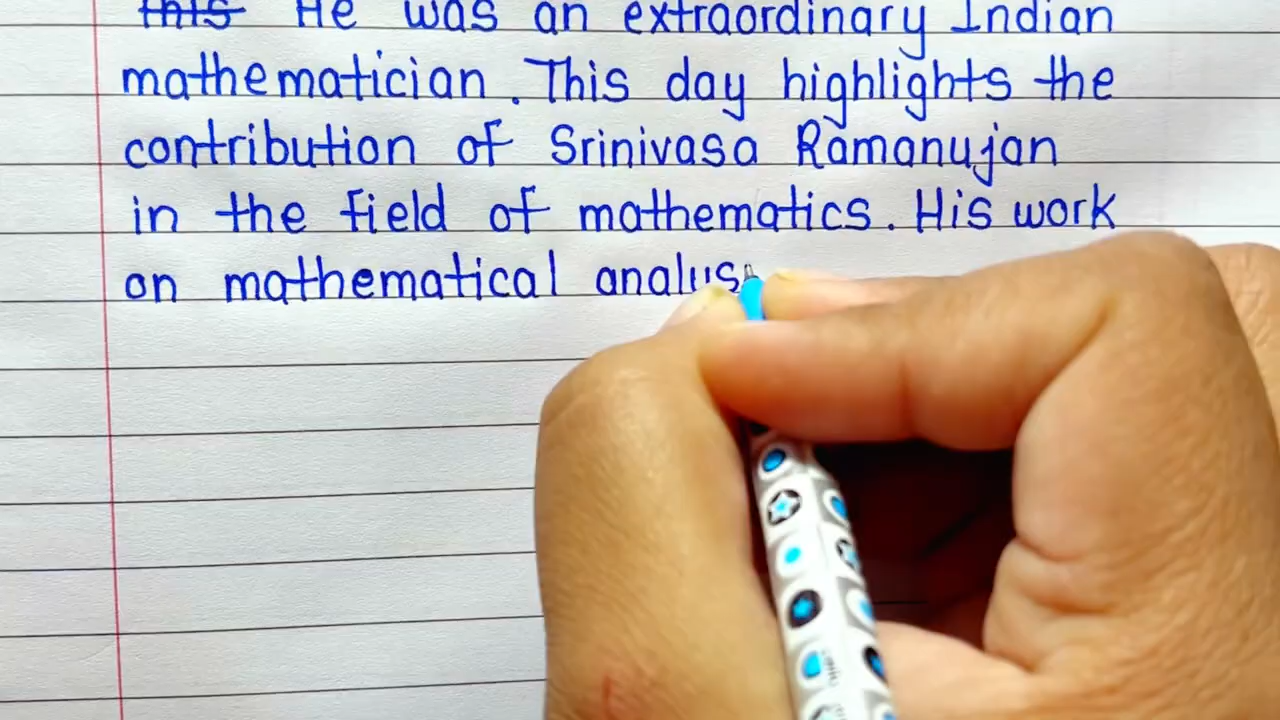 this He was an extraordinary Indian
mathematician. This day highlights the
contribution of Srinivasa Ramanujan
in the field of mathematics. His work
on mathematical analys